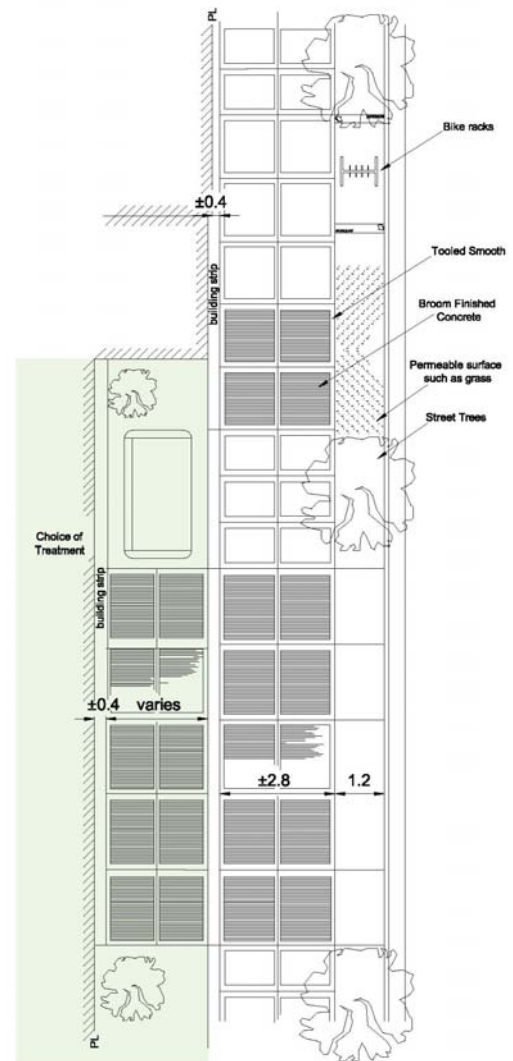 PL
Bike racks
±0.4
building strip
Tooled Smooth
Broom Finished
Concrete
Permeable surface
such as grass
Street Trees
Choice of
Treatment
building strip
±0.4 varies
±2.8 1.2
PL